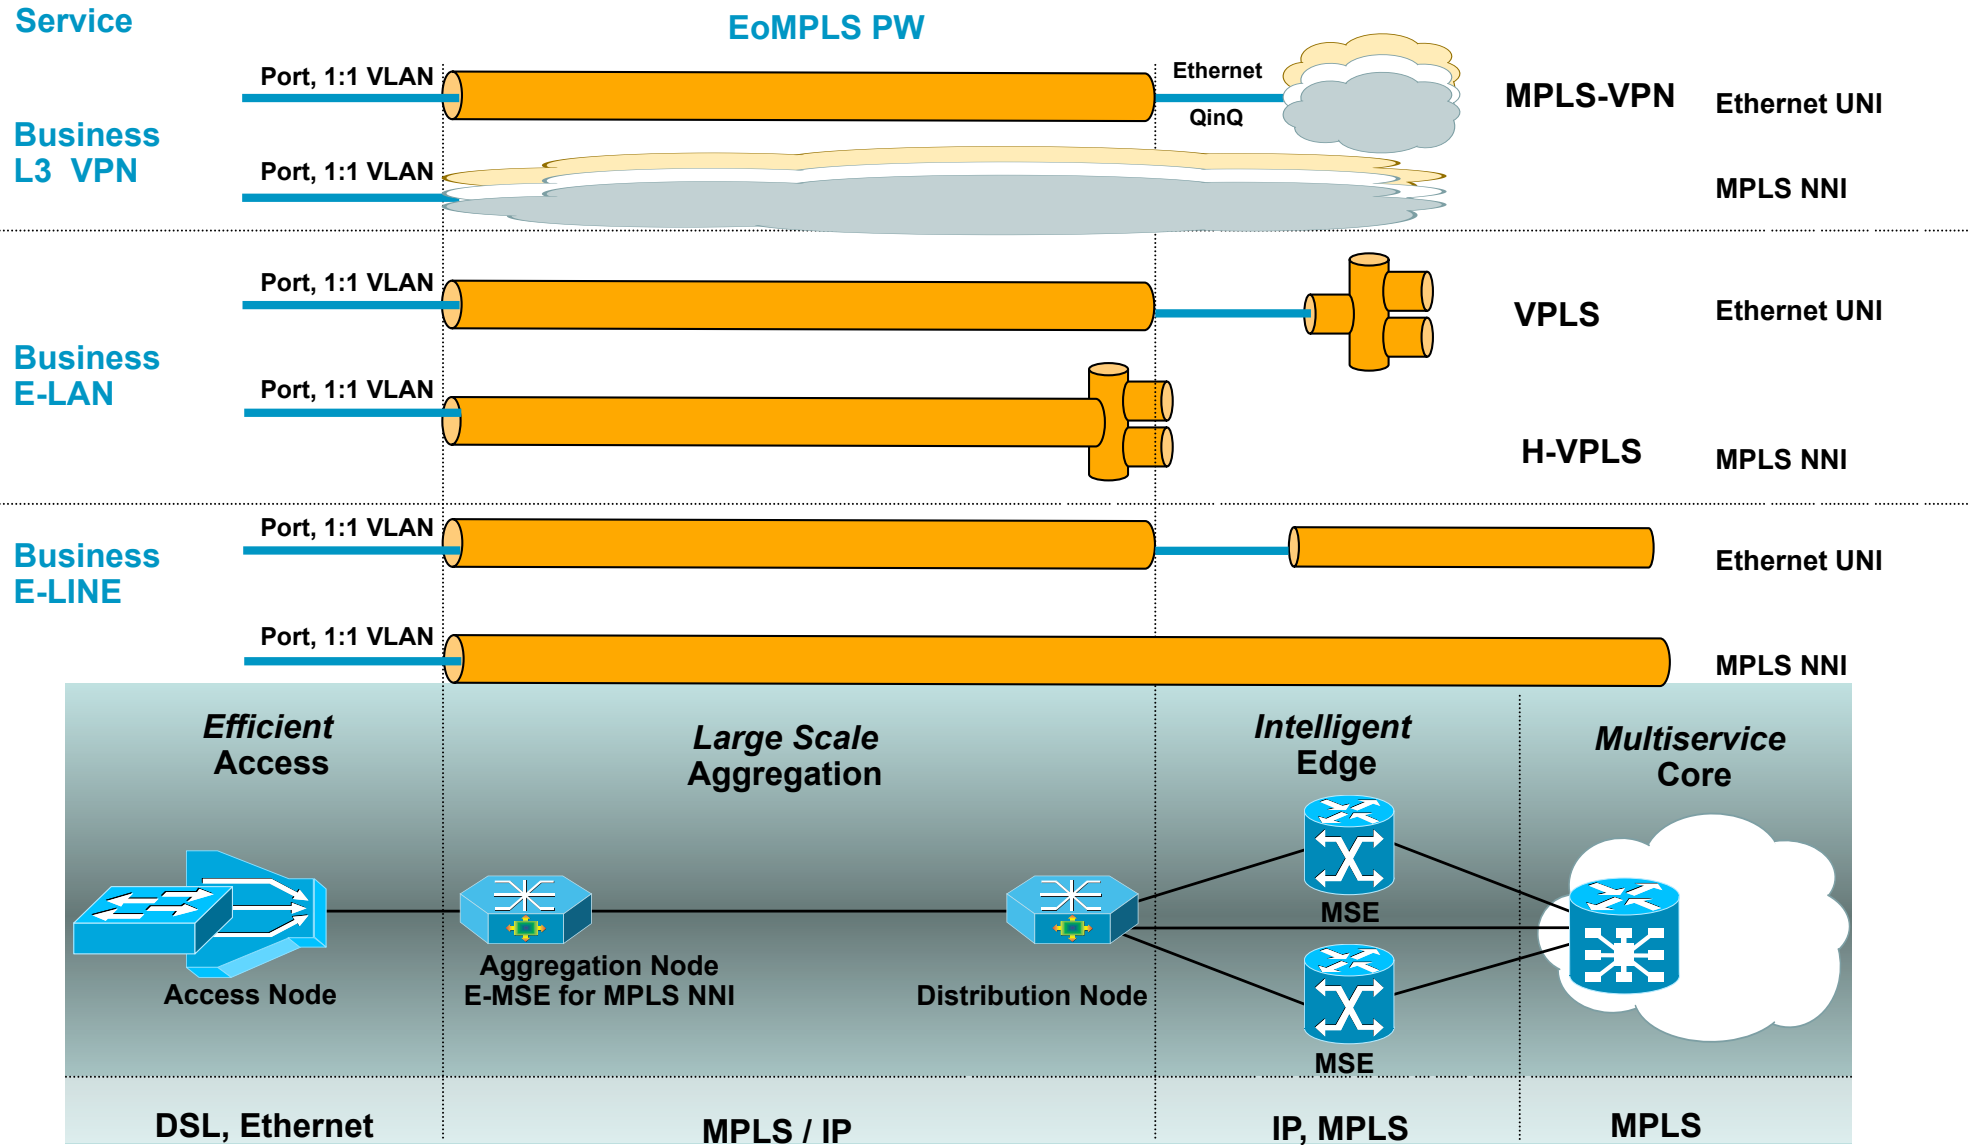 Service
EoMPLS PW
Port, 1:1 VLAN
Ethernet
QinQ
MPLS-VPN
Ethernet UNI
Business
L3 VPN
Port, 1:1 VLAN
MPLS NNI
Port, 1:1 VLAN
VPLS
Ethernet UNI
Business
E-LAN
Port, 1:1 VLAN
H-VPLS
MPLS NNI
Port, 1:1 VLAN
Business
E-LINE
Ethernet UNI
Port, 1:1 VLAN
MPLS NNI
Efficient
Access
Large Scale
Aggregation
Intelligent
Edge
Multiservice
Core
MSE
Access Node
Aggregation Node
E-MSE for MPLS NNI
Distribution Node
MSE
DSL, Ethernet
MPLS / IP
IP, MPLS
MPLS